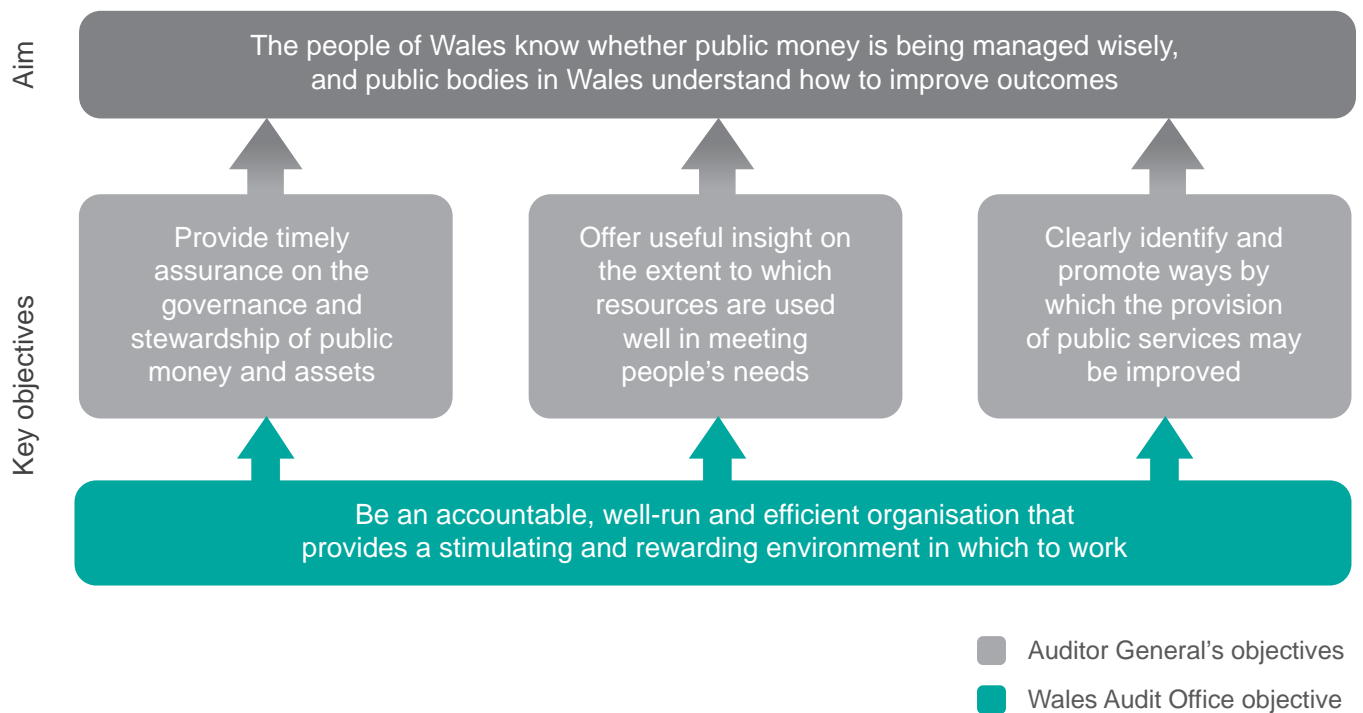 Aim
The people of Wales know whether public money is being managed wisely,
and public bodies in Wales understand how to improve outcomes
Key objectives
Provide timely
assurance on the
governance and
stewardship of public
money and assets
Offer useful insight on
the extent to which
resources are used
well in meeting
people’s needs
Clearly identify and
promote ways by
which the provision
of public services may
be improved
Be an accountable, well-run and efficient organisation that
provides a stimulating and rewarding environment in which to work
Auditor General’s objectives
Wales Audit Office objective